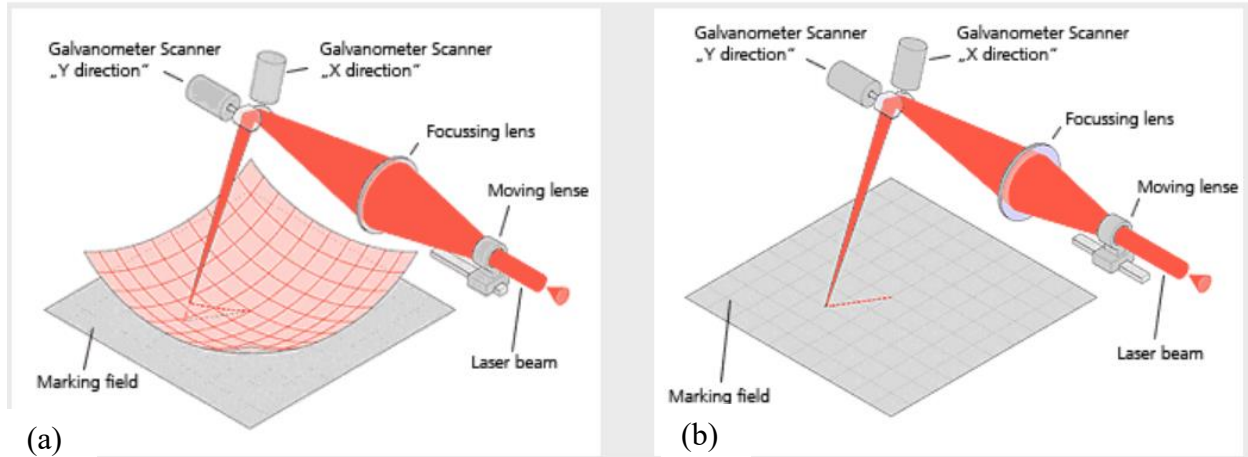 Galvanometer Scanner
„Y direction“
Galvanometer Scanner
„X direction“
Focussing lens
Moving lense
Laser beam
Marking field
(a)
Galvanometer Scanner
„Y direction“
Galvanometer Scanner
„X direction“
Focussing lens
Moving lense
Laser beam
Marking field
(b)